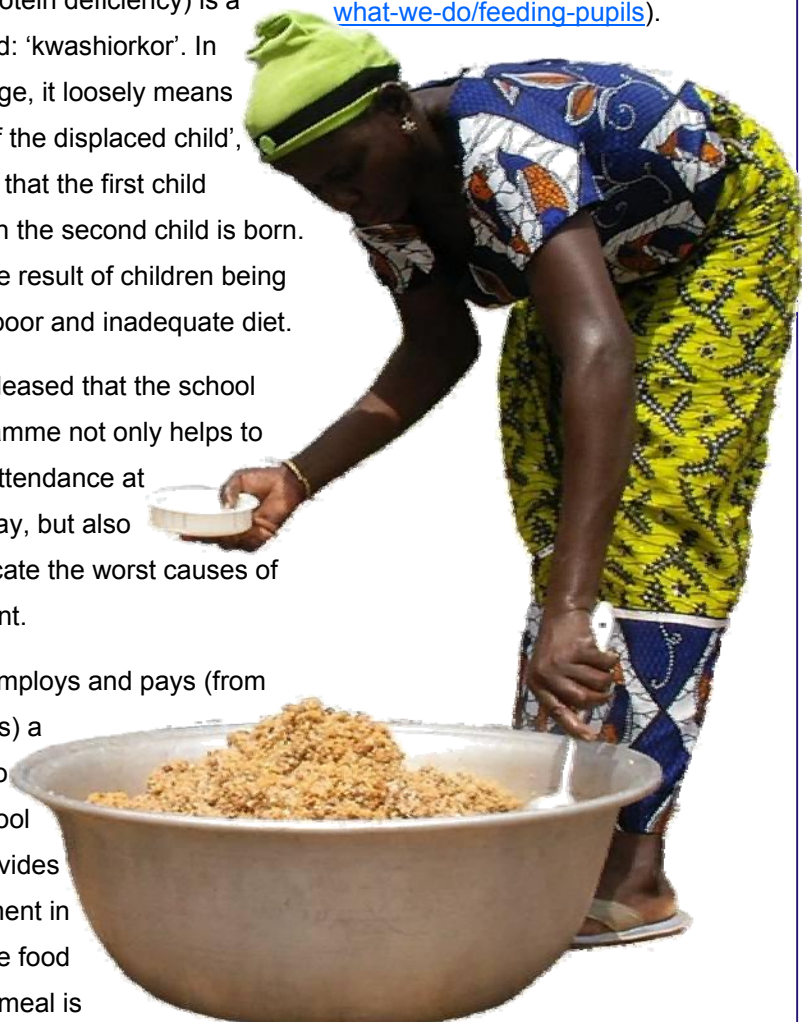 otein deficiency) is a
d: ‘kwashiorkor’. In
ge, it loosely means
f the displaced child’,
that the first child
n the second child is born.
e result of children being
poor and inadequate diet.
leased that the school
amme not only helps to
ttendance at
ay, but also
cate the worst causes of
nt.
mploys and pays (from
s) a
o
ool
vides
ment in
e food
meal is
what-we-do/feeding-pupils).